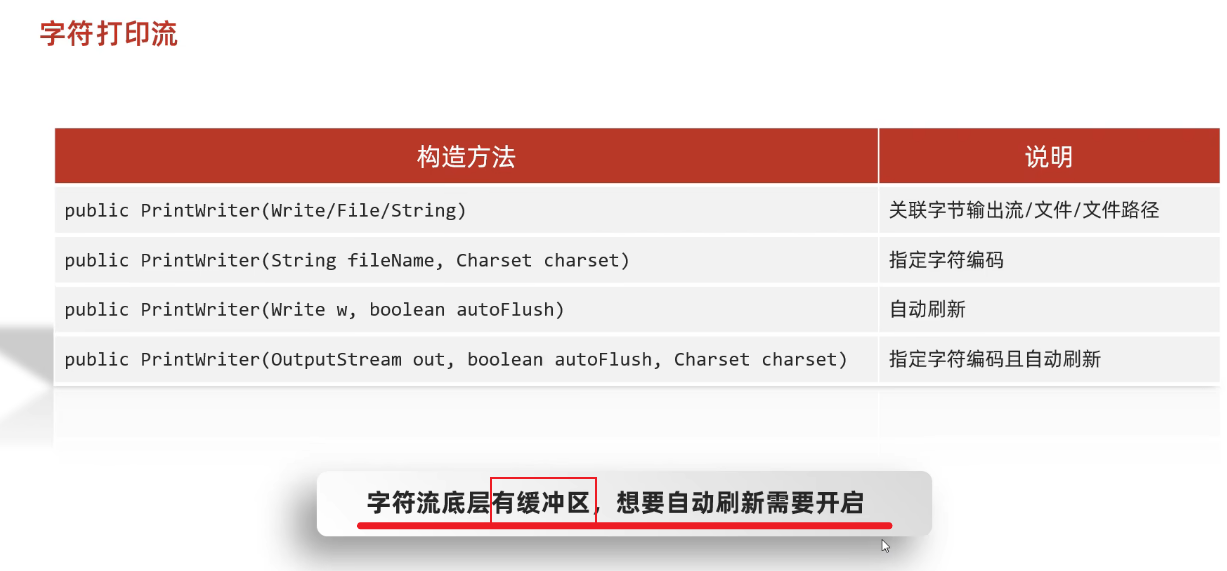 字符打印流
构造方法 说明
public PrintWriter(Write/File/String) 关联字节输出流/文件/文件路径
public PrintWriter(String fileName, Charset charset) 指定字符编码
public PrintWriter(Write w, boolean autoFlush) 自动刷新
public PrintWriter(OutputStream out, boolean autoFlush, Charset charset) 指定字符编码且自动刷新
字符流底层有缓冲区，想要自动刷新需要开启